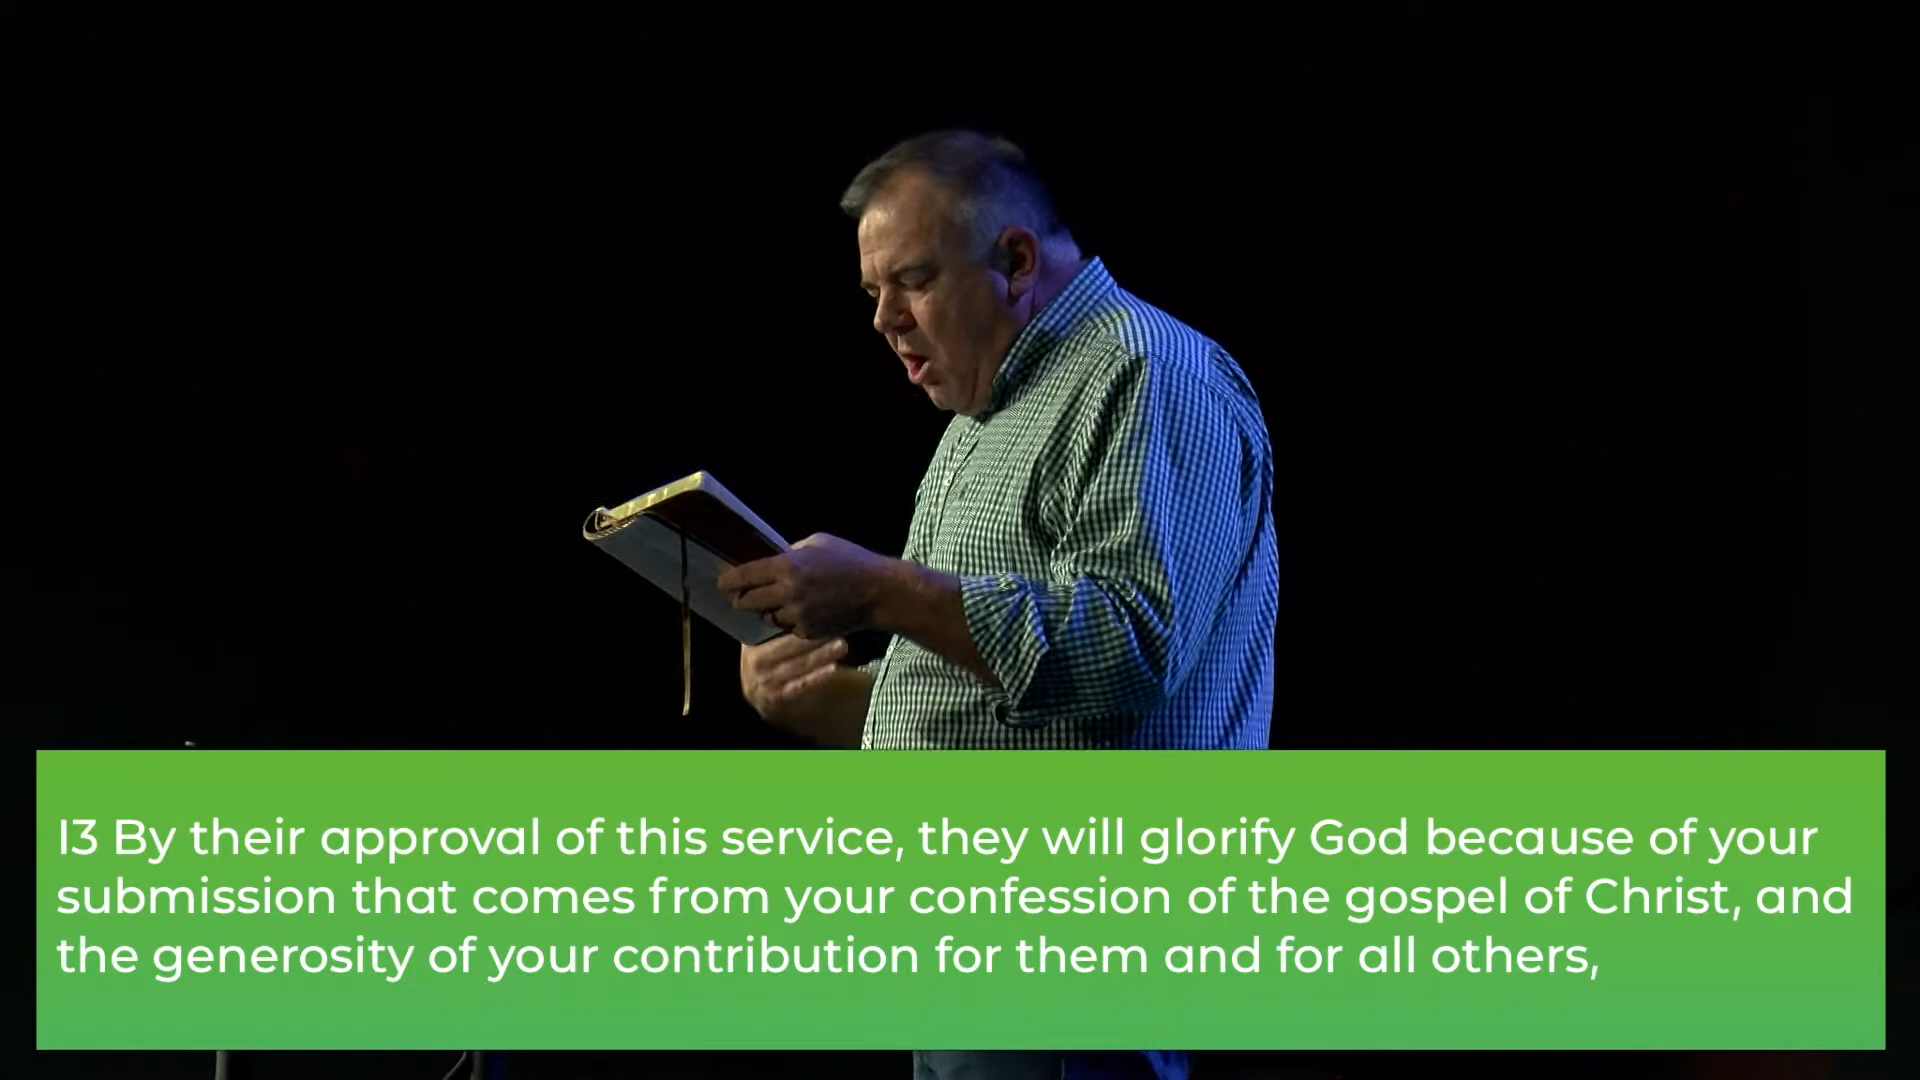 13 By their approval of this service, they will glorify God because of your
submission that comes from your confession of the gospel of Christ, and
the generosity of your contribution for them and for all others,